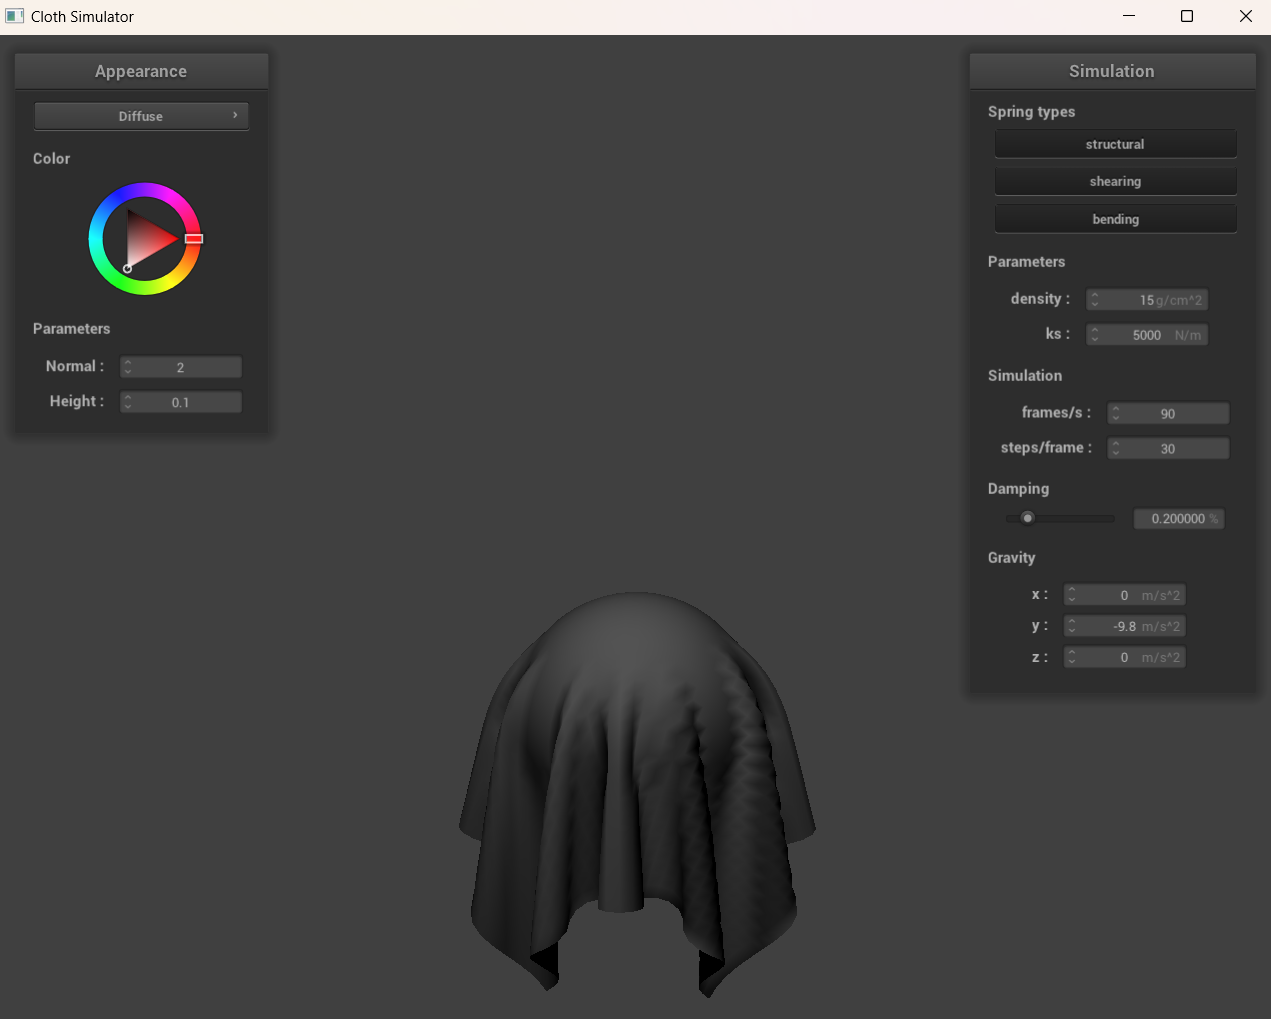 Cloth Simulator
Appearance
Diffuse
Color
Parameters
Normal : 2
Height : 0.1
Simulation
Spring types
structural
shearing
bending
Parameters
density : 15 g/cm^2
ks : 5000 N/m
Simulation
frames/s : 90
steps/frame : 30
Damping
0.200000 %
Gravity
x : 0 m/s^2
y : -9.8 m/s^2
z : 0 m/s^2